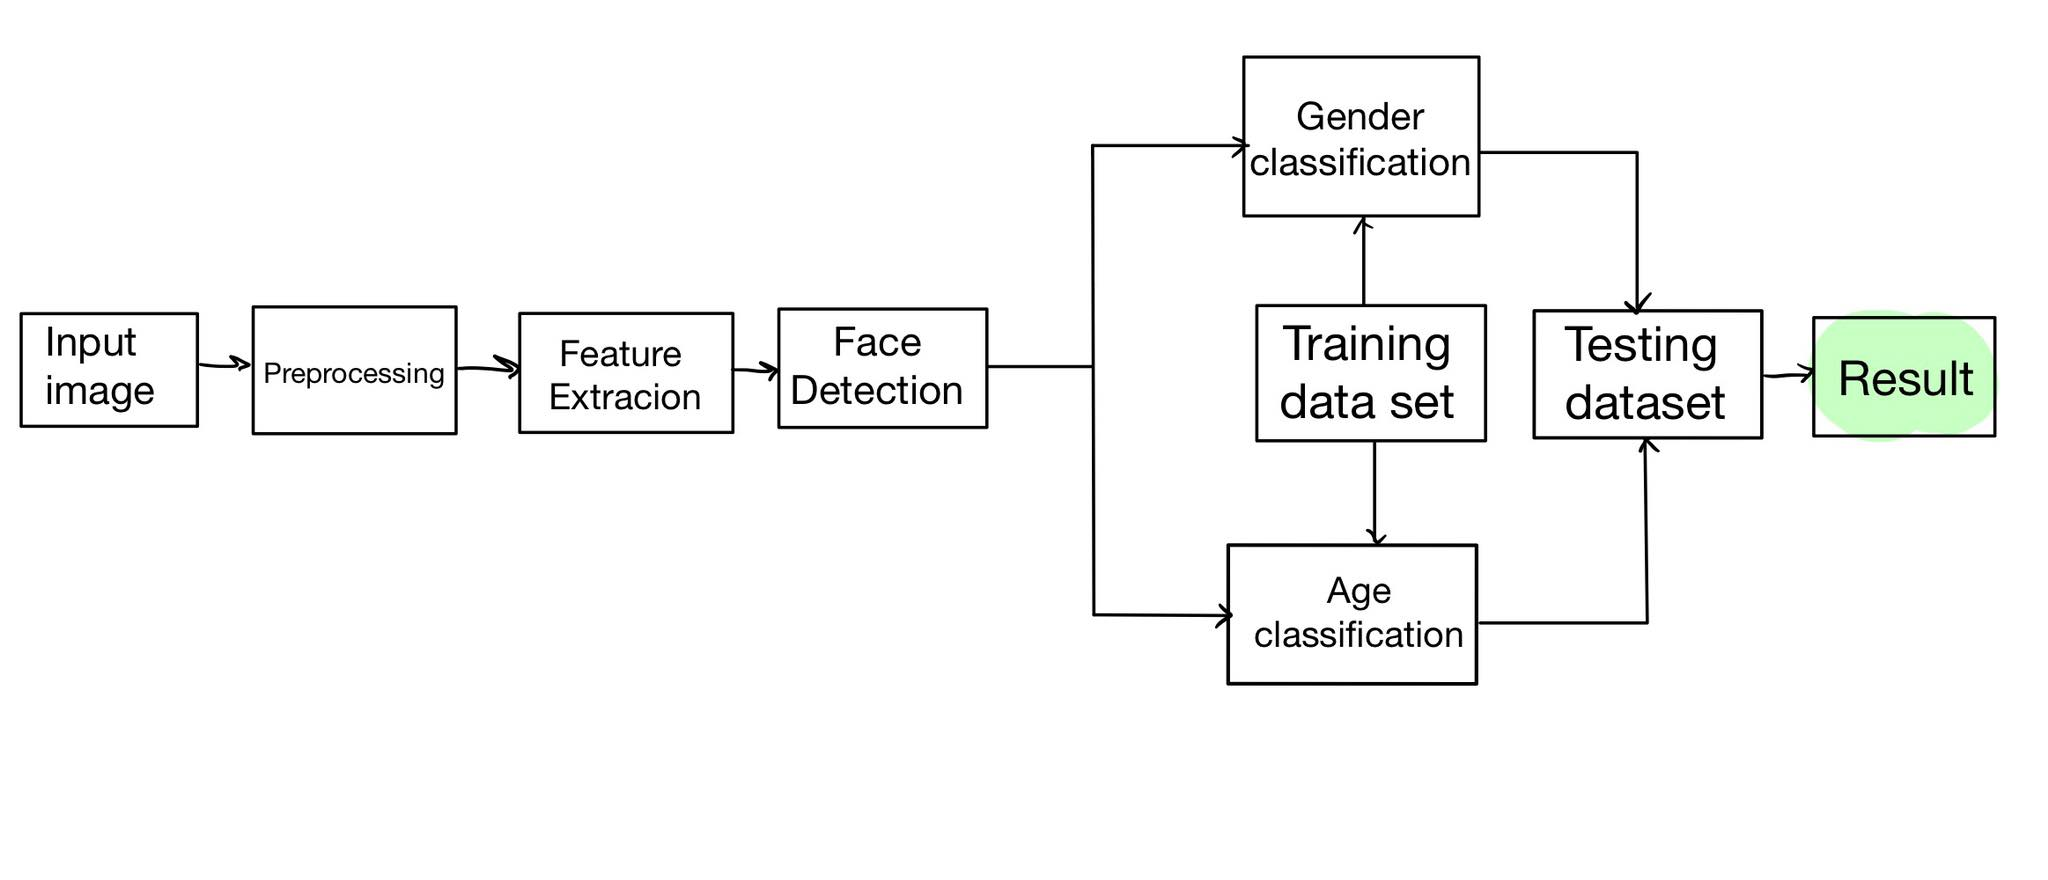 Input
image
Preprocessing
Feature
Extracion
Face
Detection
Gender
classification
Training
data set
Age
classification
Testing
dataset
Result